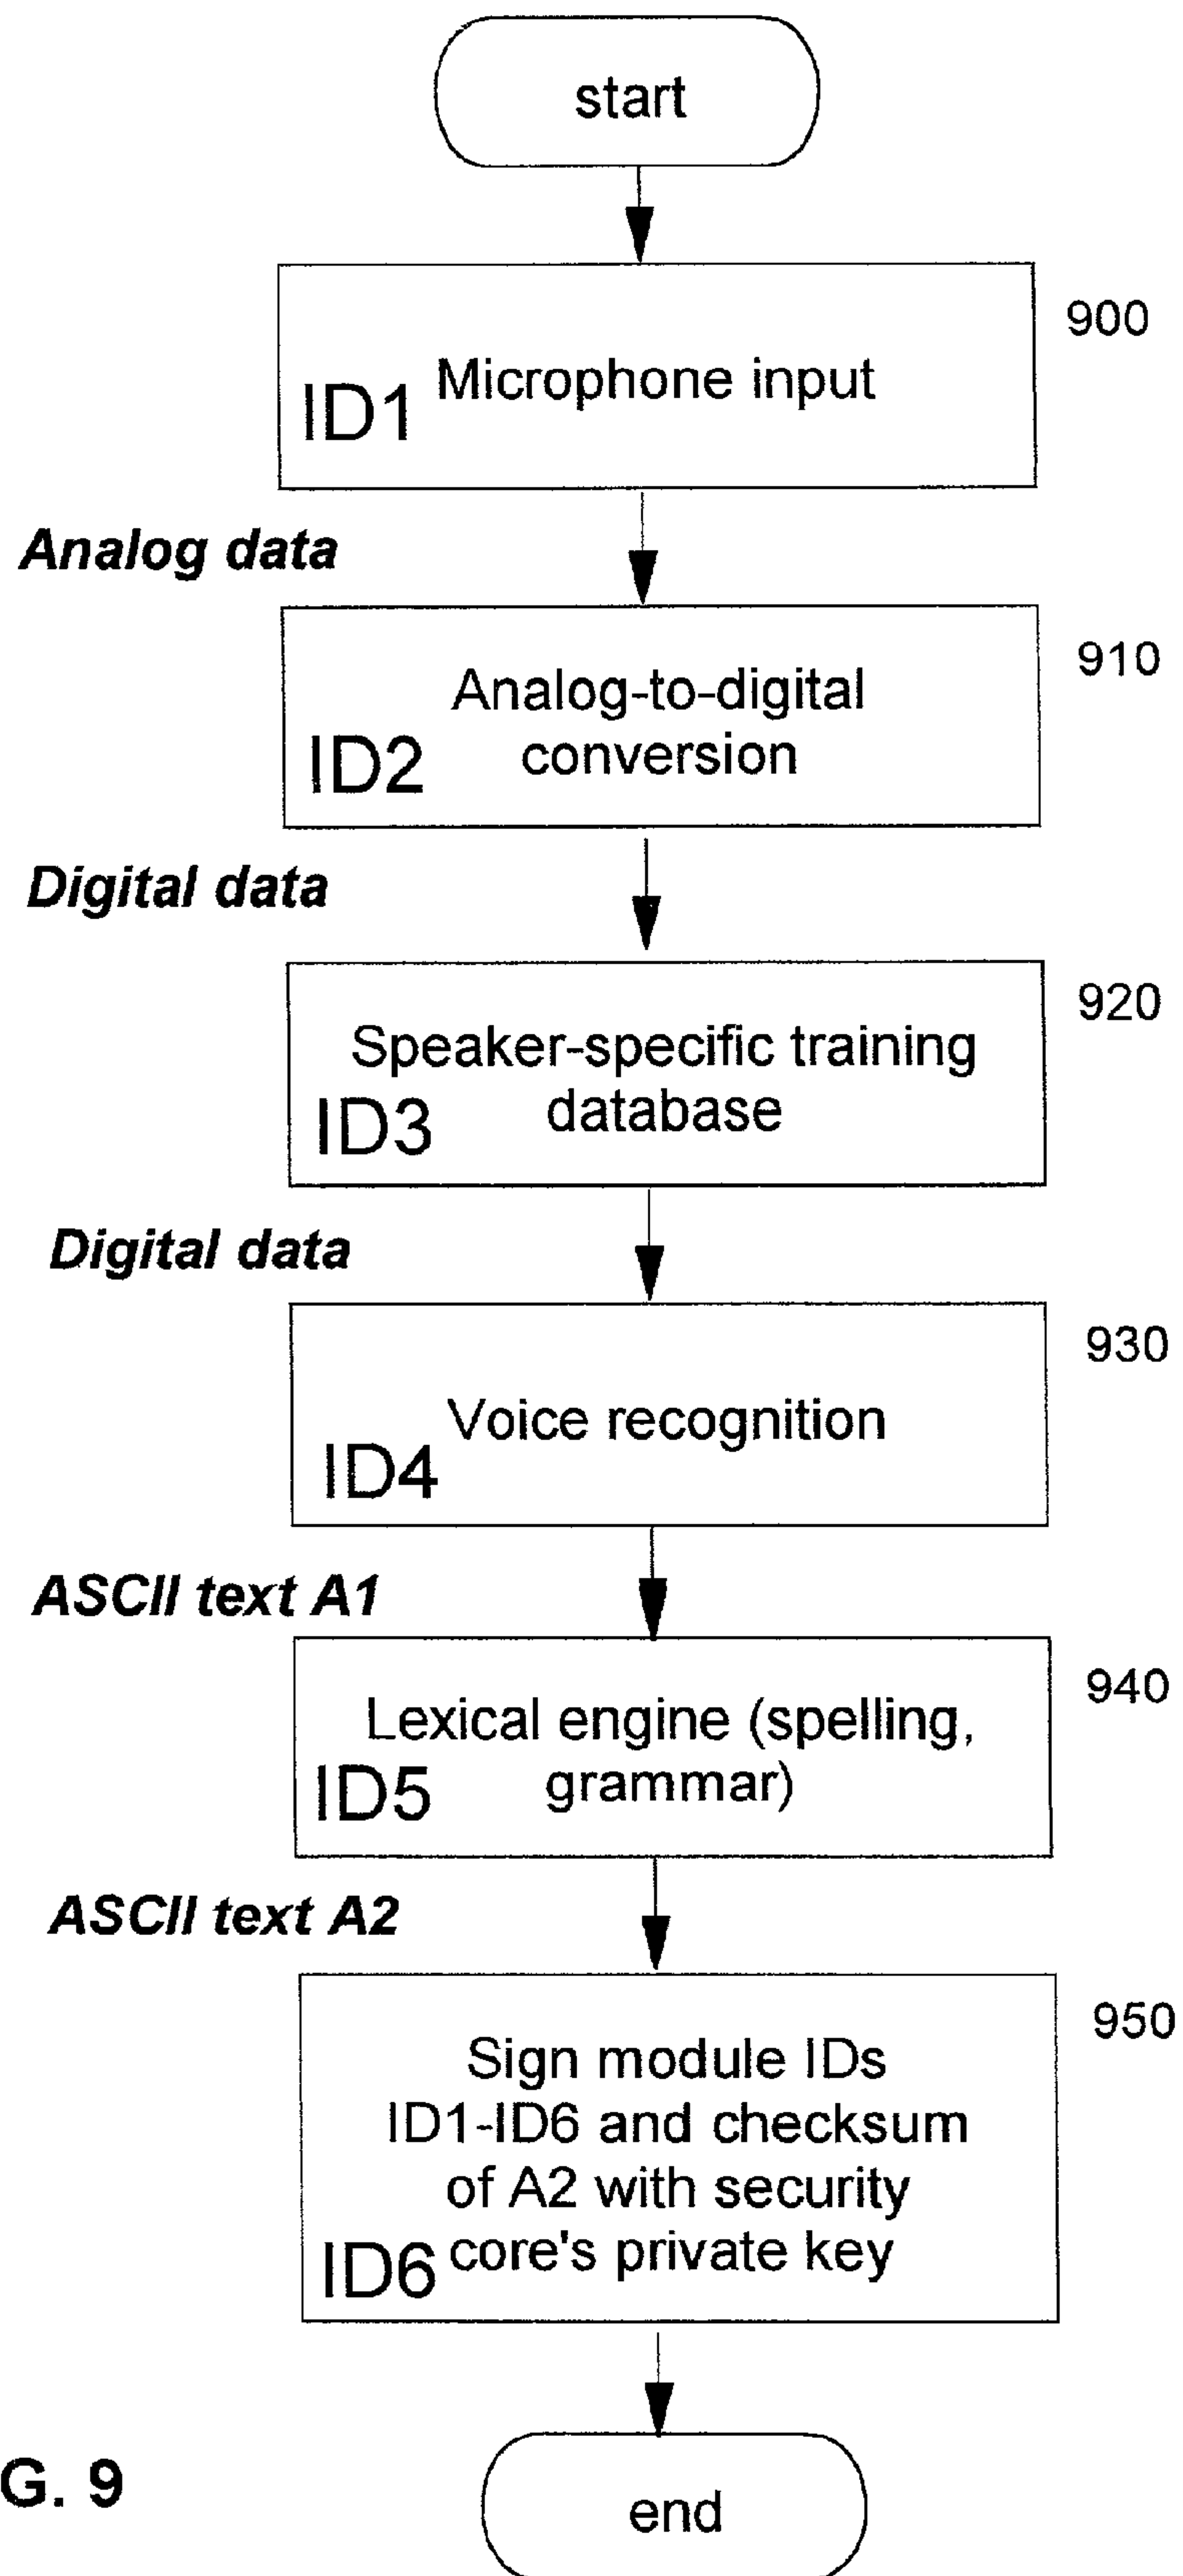 start
900
Microphone input
ID1
Analog data
910
Analog-to-digital
conversion
ID2
Digital data
920
Speaker-specific training
database
ID3
Digital data
930
Voice recognition
ID4
ASCII text A1
940
Lexical engine (spelling,
grammar)
ID5
ASCII text A2
950
Sign module IDs
ID1-ID6 and checksum
of A2 with security
core's private key
ID6
G. 9
end